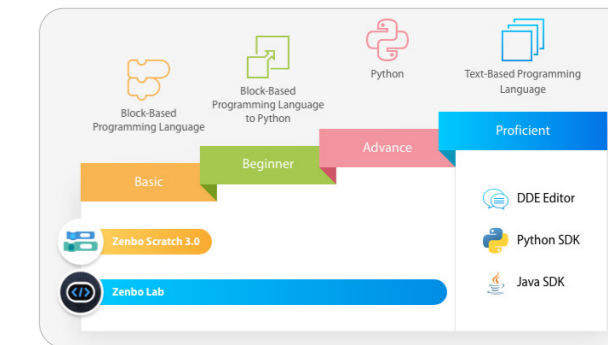 Block-Based
Programming Language
Block-Based
Programming Language
to Python
Python
Text-Based Programming
Language
Basic
Beginner
Advance
Proficient
Zenbo Scratch 3.0
Zenbo Lab
DDE Editor
Python SDK
Java SDK